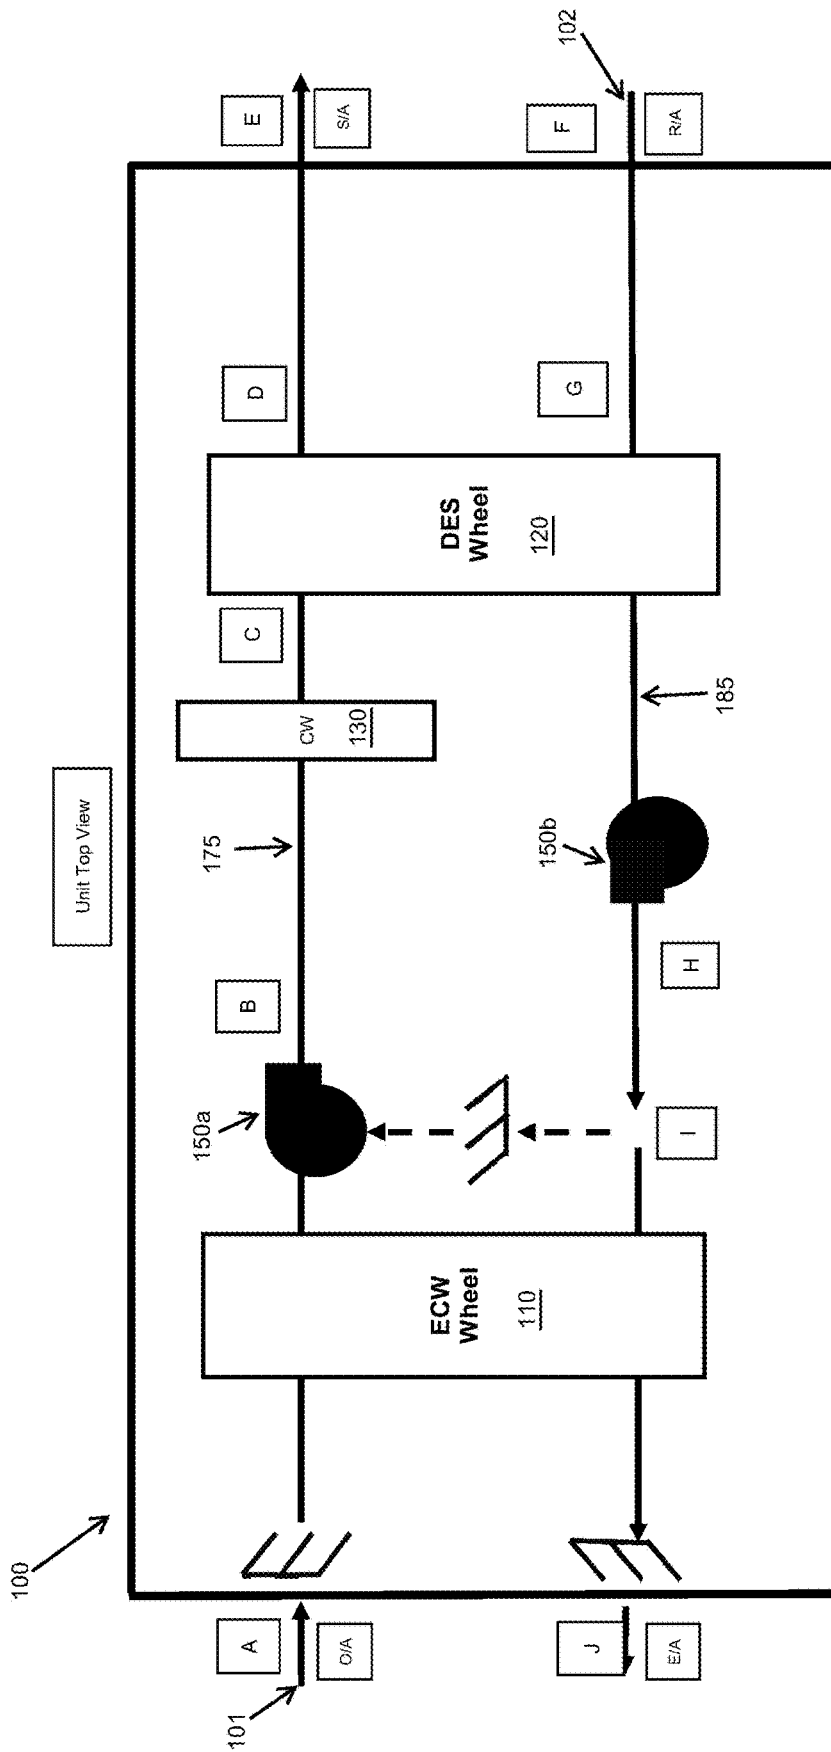 100
Unit Top View
101
A
O/A
ECW
Wheel
110
150a
B
175
CW
130
C
DES
Wheel
120
D
E
S/A
J
E/A
I
H
150b
185
G
F
R/A
102